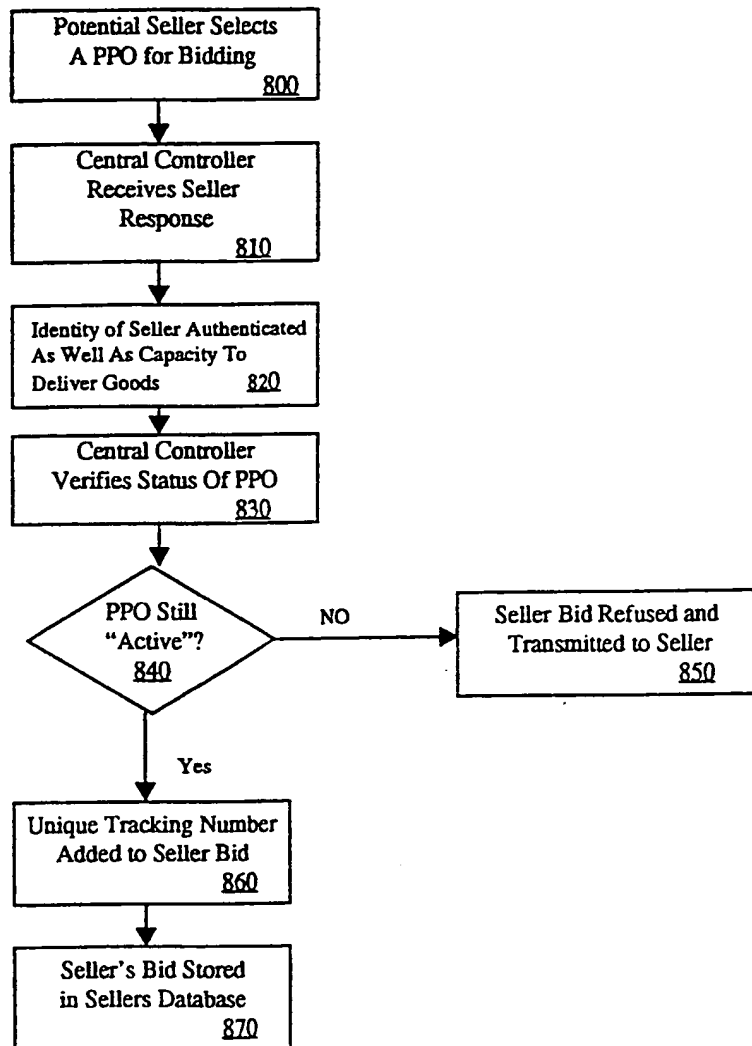 Potential Seller Selects
A PPO for Bidding
800
Central Controller
Receives Seller
Response
810
Identity of Seller Authenticated
As Well As Capacity To
Deliver Goods 820
Central Controller
Verifies Status Of PPO
830
PPO Still
"Active"?
840
NO
Seller Bid Refused and
Transmitted to Seller
850
Yes
Unique Tracking Number
Added to Seller Bid
860
Seller's Bid Stored
in Sellers Database
870